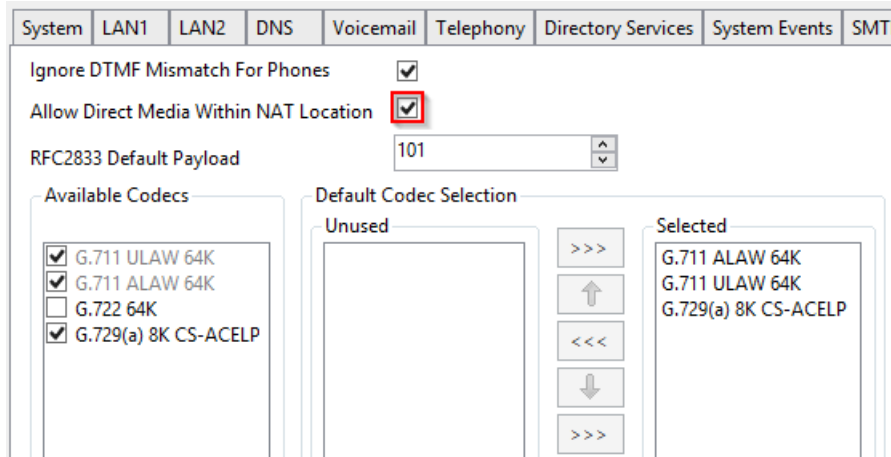 System LAN1 LAN2 DNS Voicemail Telephony Directory Services System Events SMT
Ignore DTMF Mismatch For Phones
Allow Direct Media Within NAT Location
RFC2833 Default Payload 101
Available Codecs
G.711 ULAW 64K
G.711 ALAW 64K
G.722 64K
G.729(a) 8K CS-ACELP
Default Codec Selection
Unused
>>>
<<<
>>>
Selected
G.711 ALAW 64K
G.711 ULAW 64K
G.729(a) 8K CS-ACELP